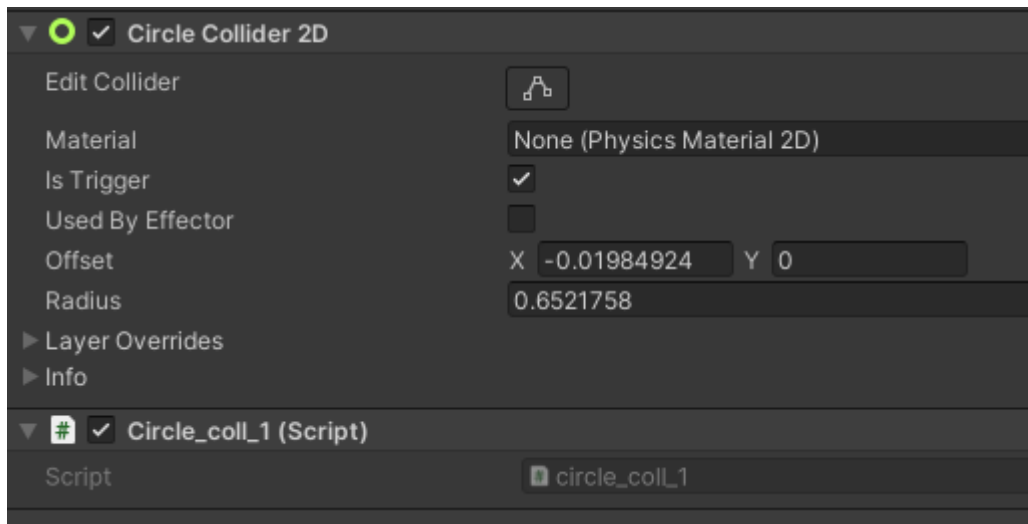 Circle Collider 2D
Edit Collider
Material None (Physics Material 2D)
Is Trigger
Used By Effector
Offset X -0.01984924 Y 0
Radius 0.6521758
Layer Overrides
Info
# Circle_coll_1 (Script)
Script # circle_coll_1